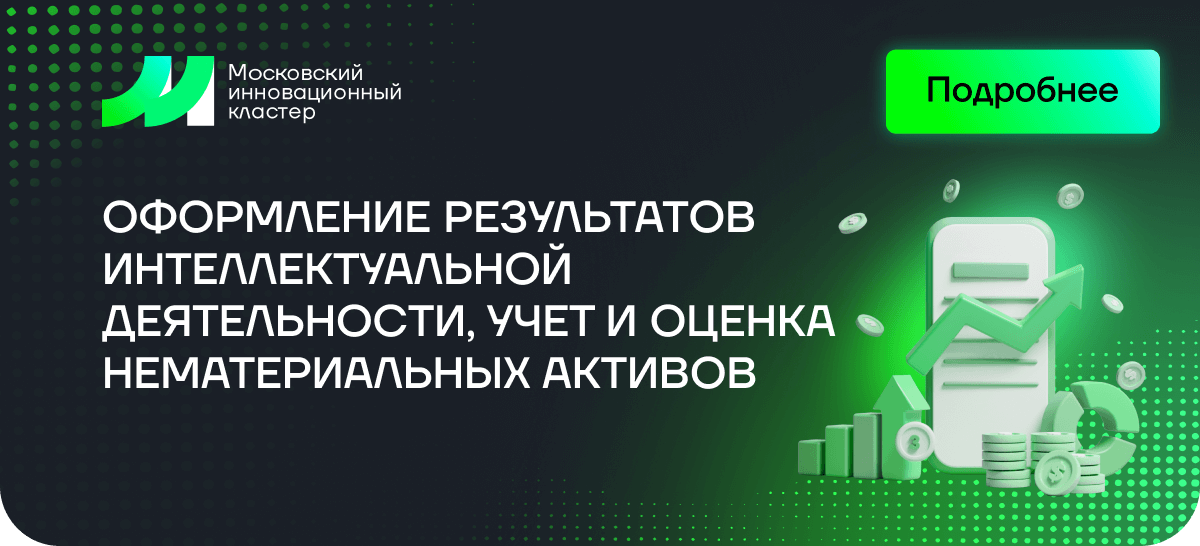 Московский
инновационный
кластер
Подробнее
ОФОРМЛЕНИЕ РЕЗУЛЬТАТОВ
ИНТЕЛЛЕКТУАЛЬНОЙ
ДЕЯТЕЛЬНОСТИ, УЧЕТ И ОЦЕНКА
НЕМАТЕРИАЛЬНЫХ АКТИВОВ